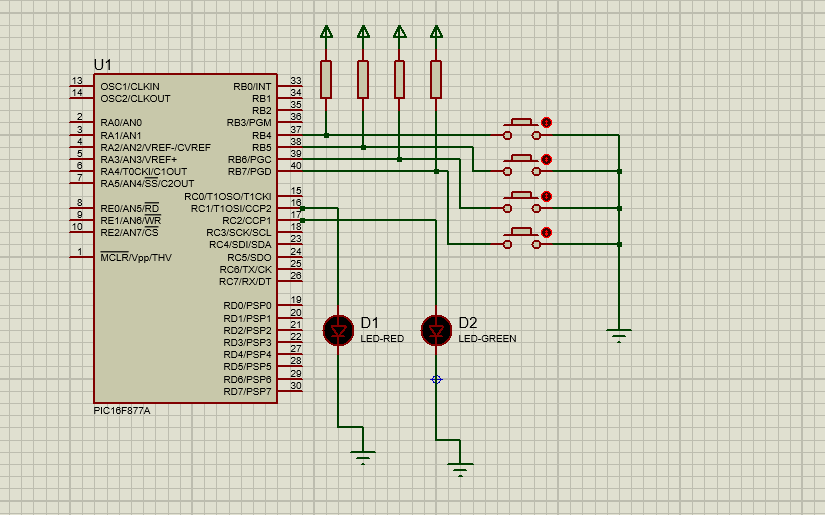 U1
13 OSC1/CLKIN RB0/INT 33
14 OSC2/CLKOUT RB1 34
RB2 35
2 RA0/AN0 RB3/PGM 36
3 RA1/AN1 RB4 37
4 RA2/AN2/VREF-/CVREF RB5 38
5 RA3/AN3/VREF+ RB6/PGC 39
6 RA4/T0CKI/C1OUT RB7/PGD 40
7 RA5/AN4/SS/C2OUT
RC0/T1OSO/T1CKI 15
8 RE0/AN5/RD RC1/T1OSI/CCP2 16
9 RE1/AN6/WR RC2/CCP1 17
10 RE2/AN7/CS RC3/SCK/SCL 18
RC4/SDI/SDA 23
1 MCLR/Vpp/THV RC5/SDO 24
RC6/TX/CK 25
RC7/RX/DT 26
RD0/PSP0 19
RD1/PSP1 20
RD2/PSP2 21
RD3/PSP3 22
RD4/PSP4 27
RD5/PSP5 28
RD6/PSP6 29
RD7/PSP7 30
PIC16F877A
D1
LED-RED
D2
LED-GREEN